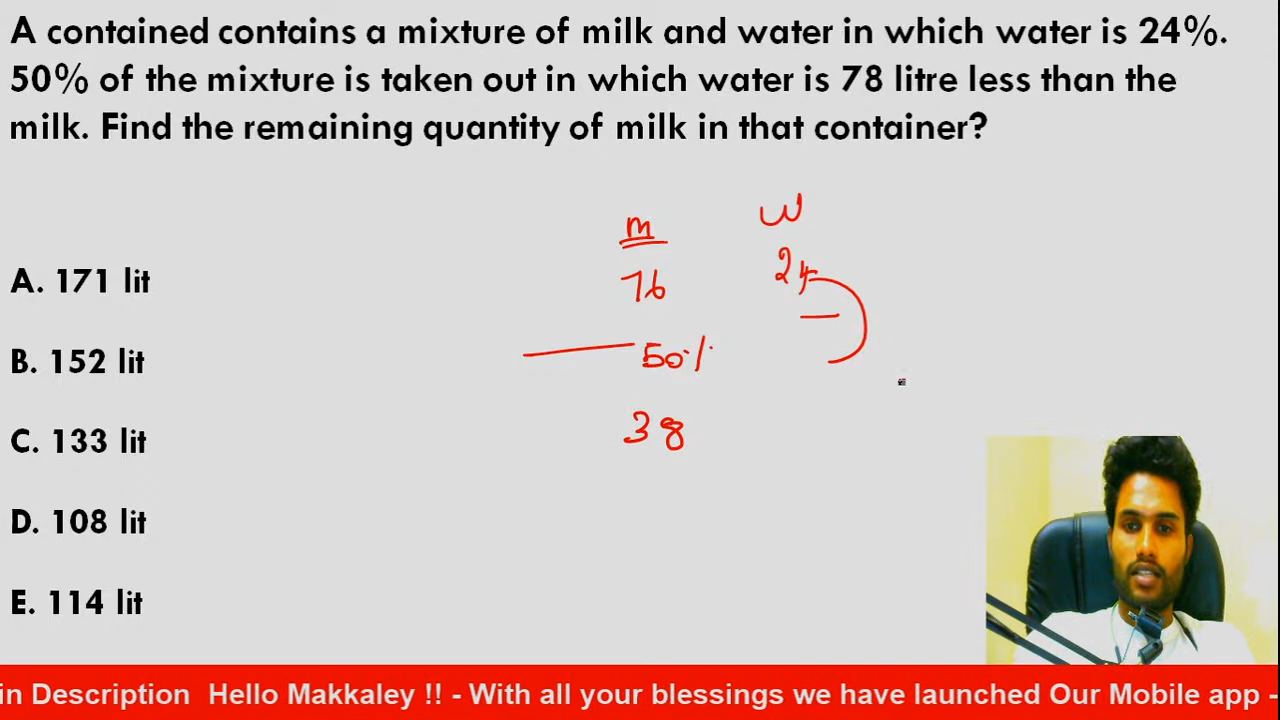 A contained contains a mixture of milk and water in which water is 24%.
50% of the mixture is taken out in which water is 78 litre less than the
milk. Find the remaining quantity of milk in that container?
m W
76 24
50%
38
A. 171 lit
B. 152 lit
C. 133 lit
D. 108 lit
E. 114 lit
in Description Hello Makkaley !! - With all your blessings we have launched Our Mobile app -